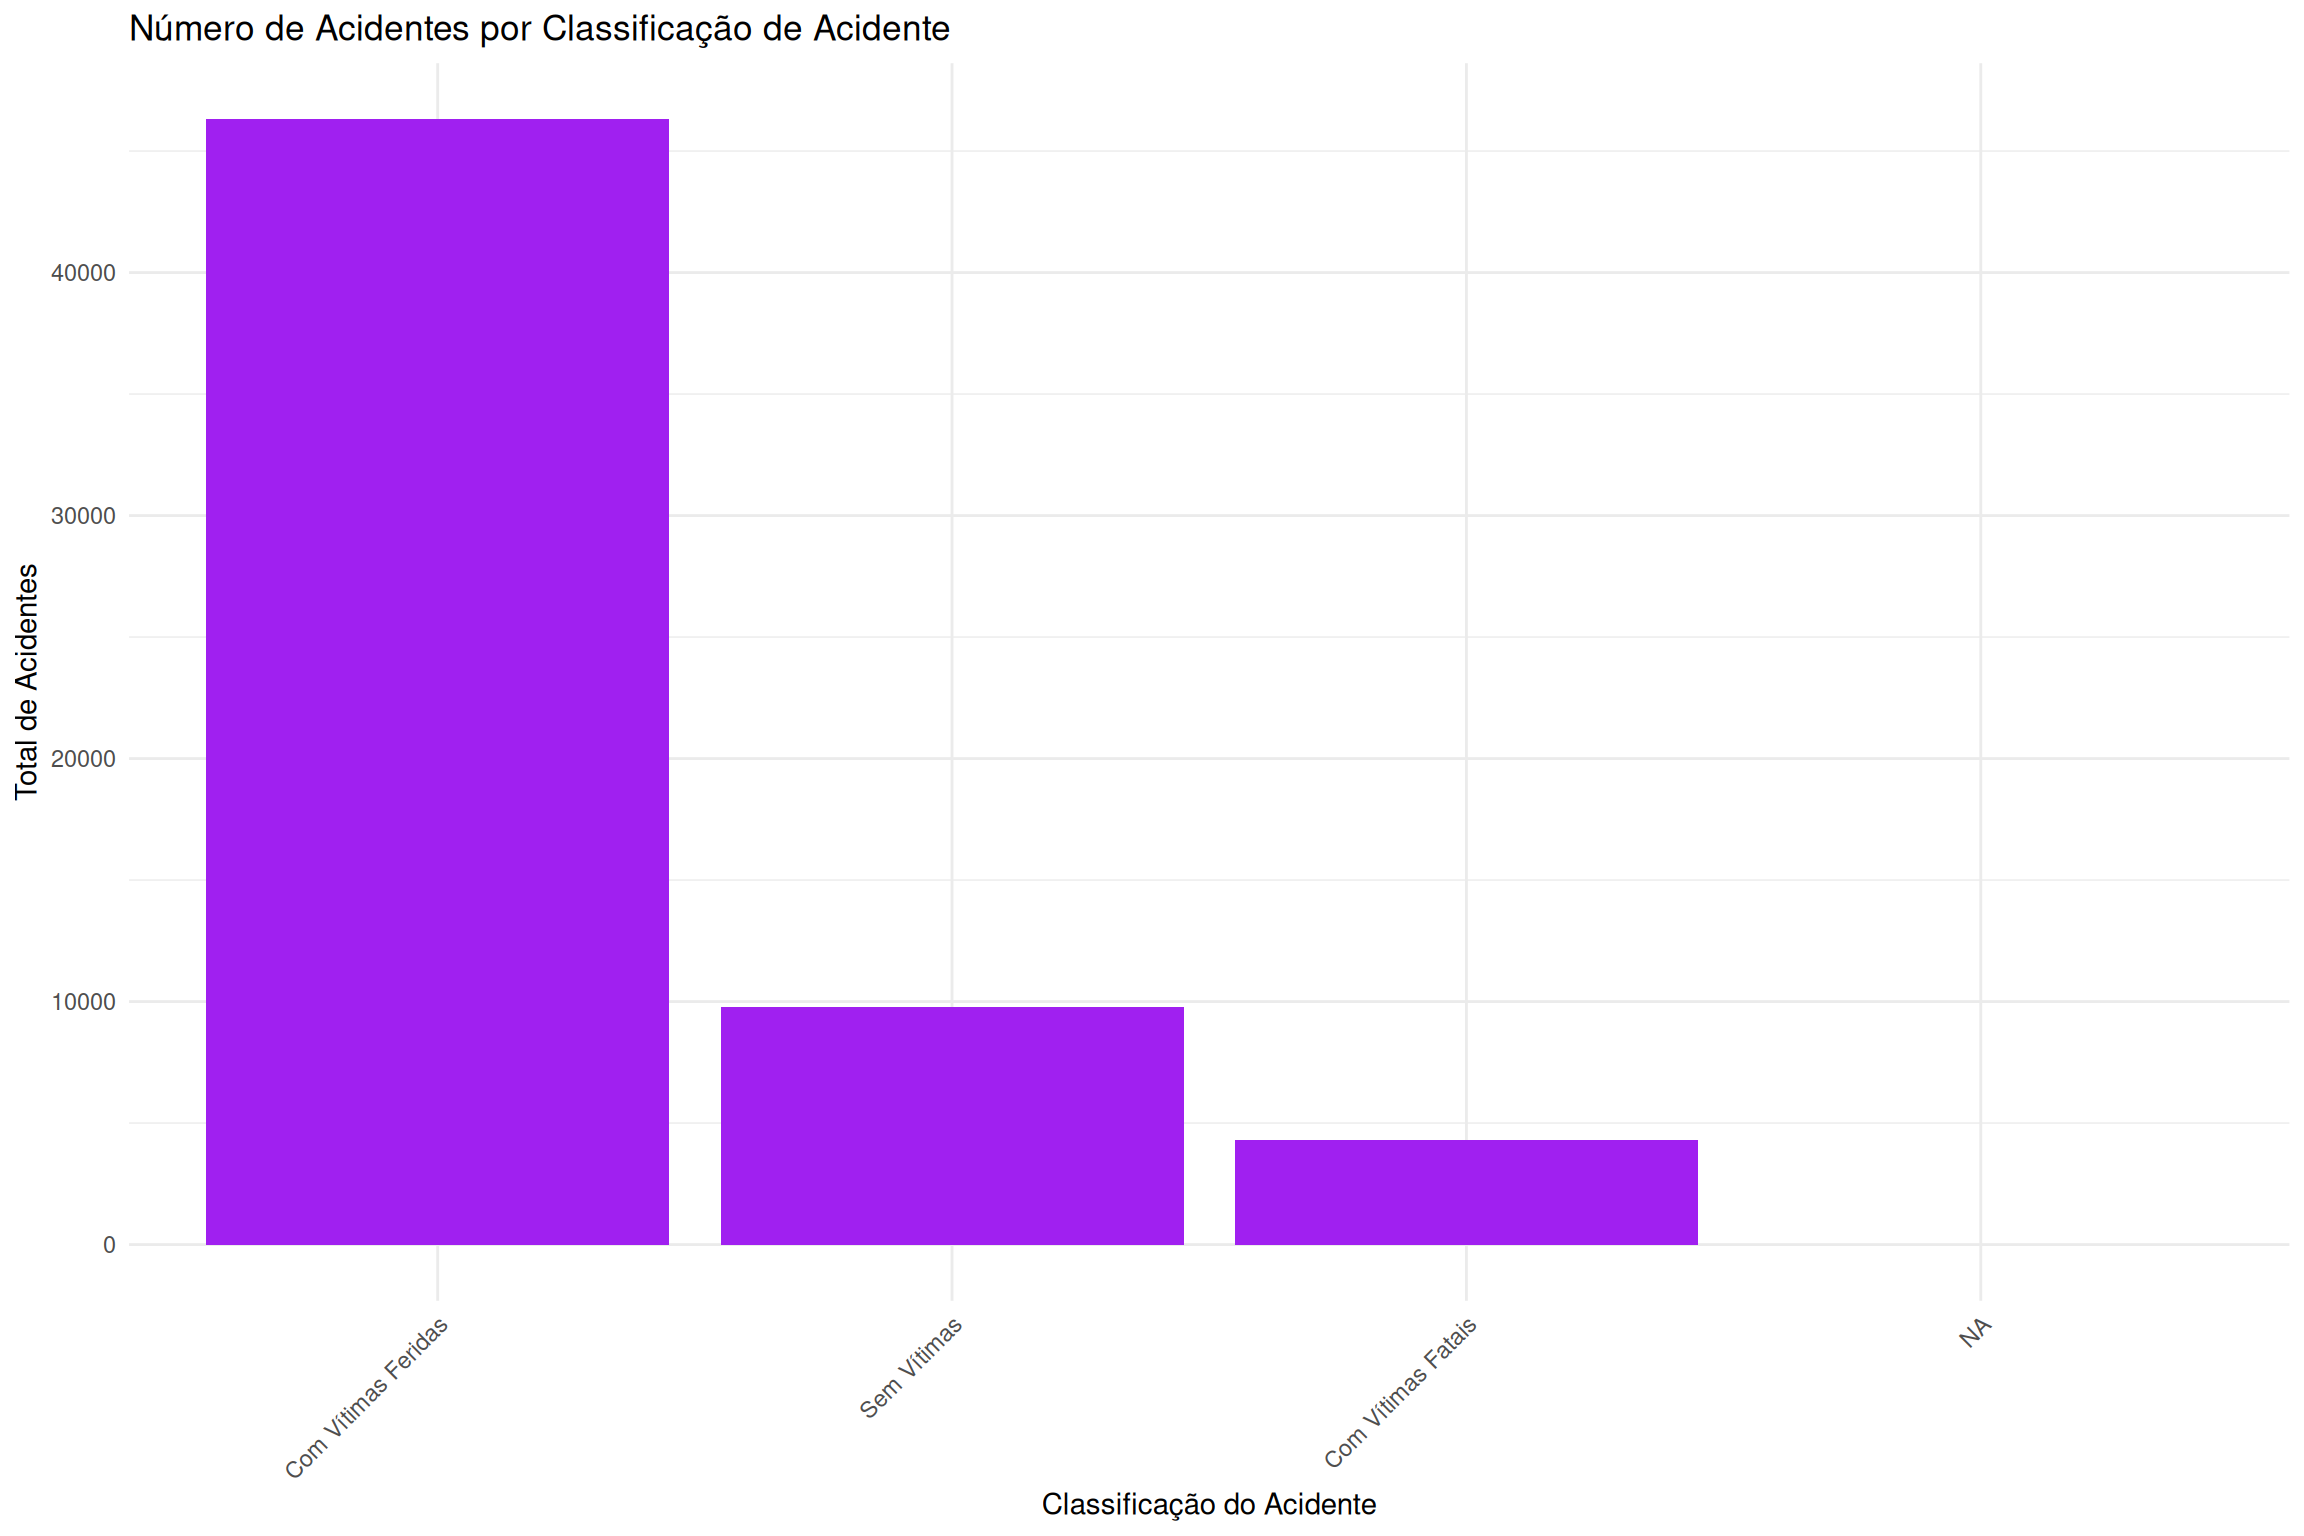 Número de Acidentes por Classificação de Acidente
Total de Acidentes
40000
30000
20000
10000
0
Com Vítimas Feridas
Sem Vítimas
Com Vítimas Fatais
NA
Classificação do Acidente